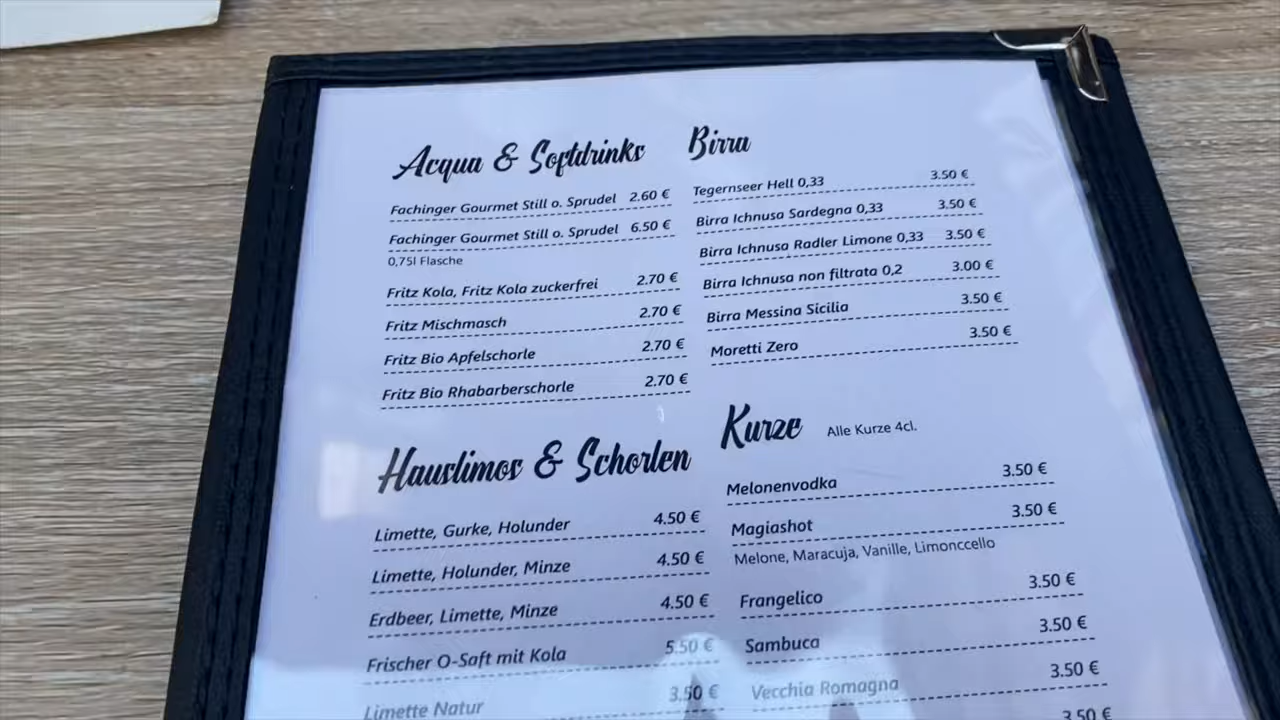 Acqua & Softdrinks
Fachinger Gourmet Still o. Sprudel 2.60 €
Fachinger Gourmet Still o. Sprudel 6.50 €
0,75l Flasche
Fritz Kola, Fritz Kola zuckerfrei 2.70 €
Fritz Mischmasch 2.70 €
Fritz Bio Apfelschorle 2.70 €
Fritz Bio Rhabarberschorle 2.70 €
Hauslimos & Schorlen
Limette, Gurke, Holunder 4.50 €
Limette, Holunder, Minze 4.50 €
Erdbeer, Limette, Minze 4.50 €
Frischer O-Saft mit Kola 5.50 €
Limette Natur 3.50 €
Birra
Tegernseer Hell 0,33 3.50 €
Birra Ichnusa Sardegna 0,33 3.50 €
Birra Ichnusa Radler Limone 0,33 3.50 €
Birra Ichnusa non filtrata 0,2 3.00 €
Birra Messina Sicilia 3.50 €
Moretti Zero 3.50 €
Kurze Alle Kurze 4cl.
Melonenvodka 3.50 €
Magiashot 3.50 €
Melone, Maracuja, Vanille, Limonccello
Frangelico 3.50 €
Sambuca 3.50 €
Vecchia Romagna 3.50 €
3.50 €